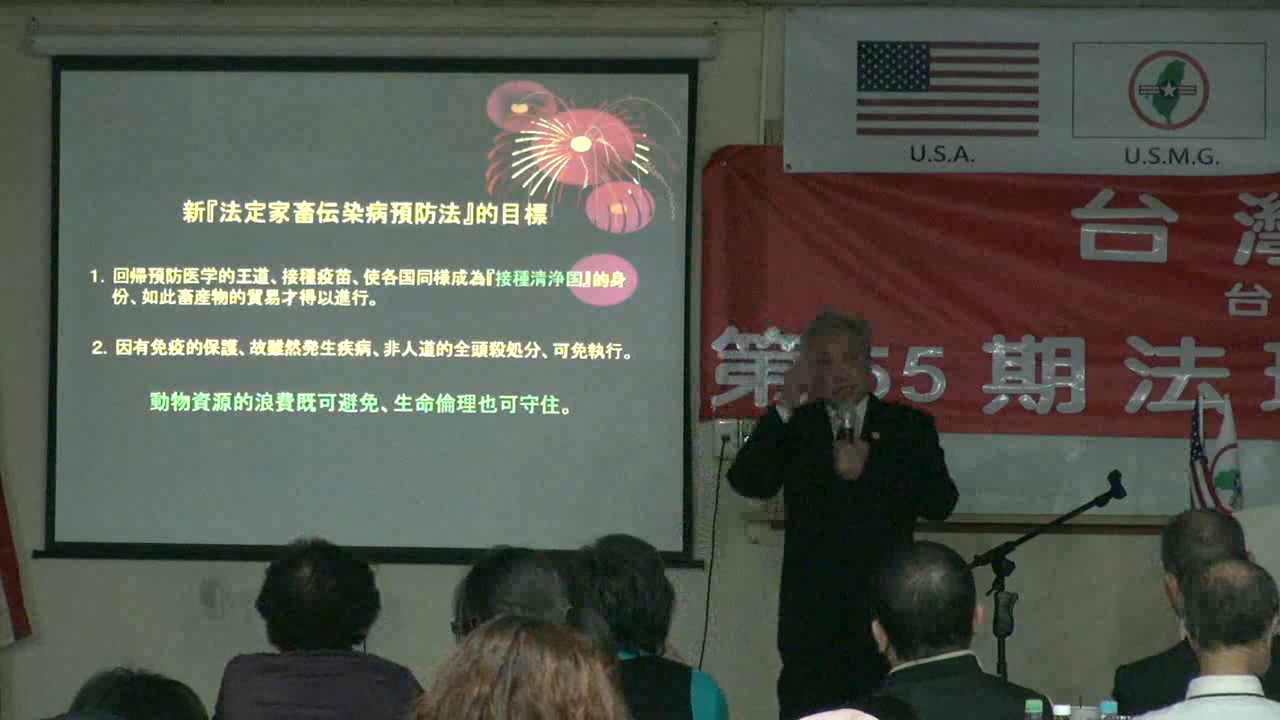 新『法定家畜伝染病預防法』的目標
1. 回帰預防医学的王道、接種疫苗、使各国同様成為『接種清浄国』的身
份、如此畜産物的貿易才得以進行。
2. 因有免疫的保護、故雖然発生疾病、非人道的全頭殺処分、可免執行。
動物資源的浪費既可避免、生命倫理也可守住。
U.S.A.
U.S.M.G.
台灣
台
第 55期法理